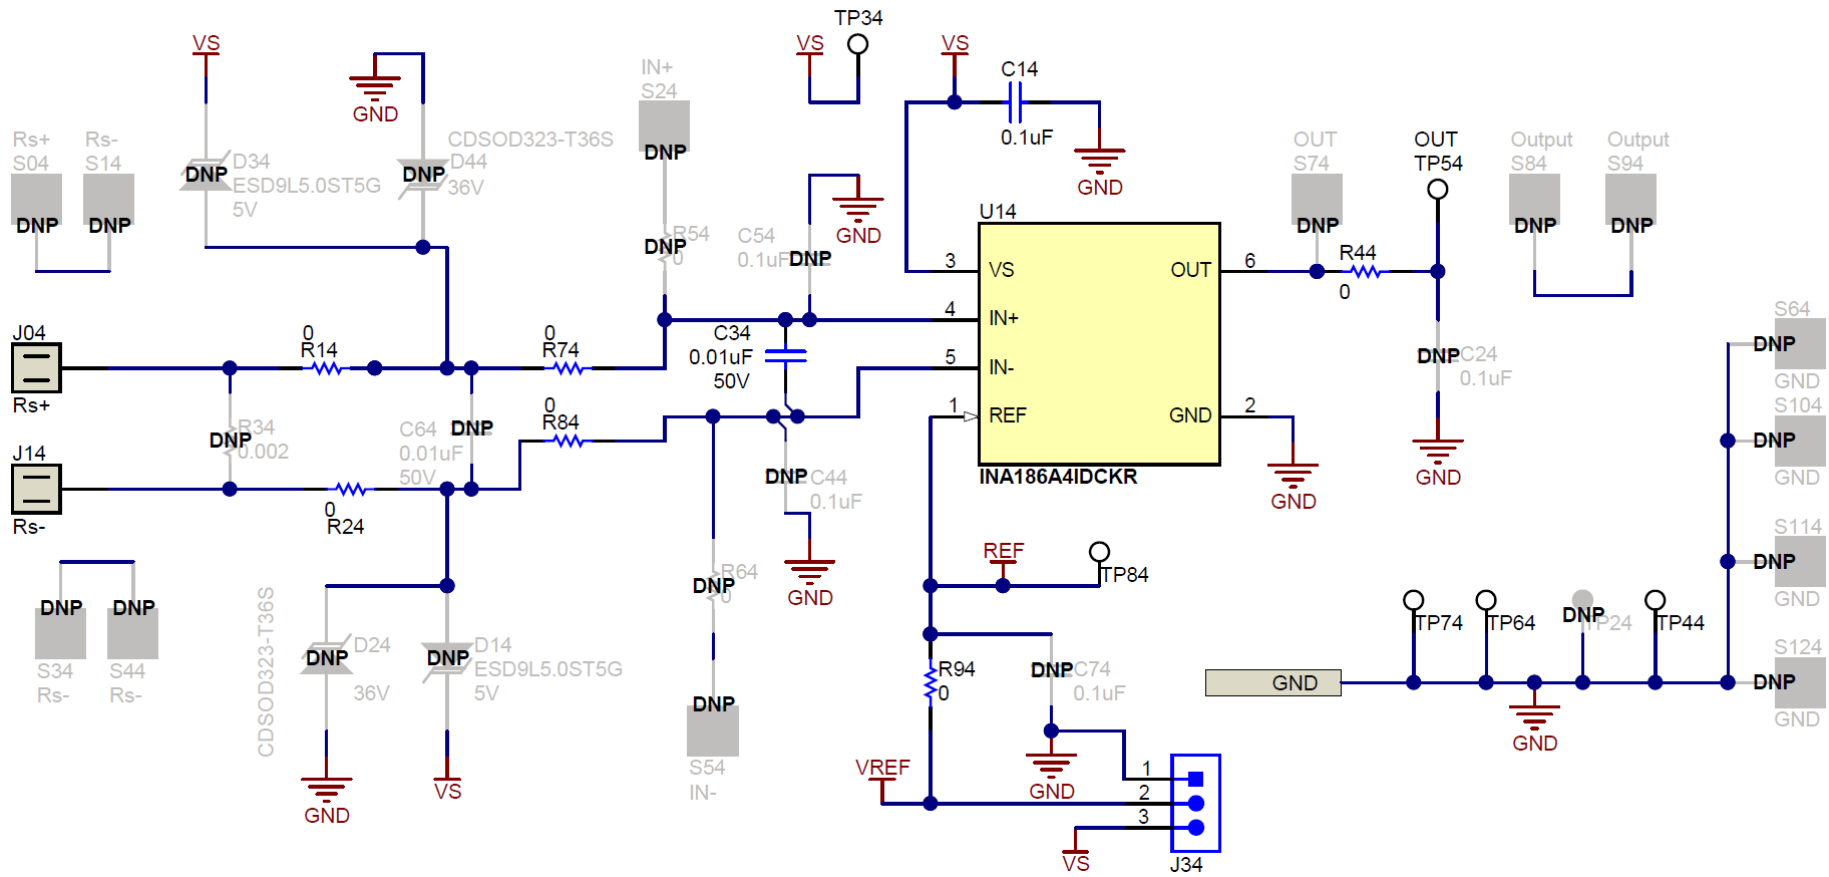 TP34
VS
VS
VS
C14
0.1uF
GND
GND
IN+
S24
DNP
Rs+
S04
DNP
Rs-
S14
DNP
D34
DNP
ESD9L5.0ST5G
5V
CDSOD323-T36S
D44
DNP
36V
R54
DNP
0
C54
0.1uF
DNP
GND
U14
3
VS
4
IN+
5
IN-
1
REF
OUT
6
GND
2
INA186A4IDCKR
GND
OUT
S74
DNP
R44
0
OUT
TP54
Output
S84
DNP
Output
S94
DNP
DNP
C24
0.1uF
GND
J04
Rs+
0
R14
0
R74
C34
0.01uF
50V
R34
DNP
0.002
C64
0.01uF
50V
DNP
0
R84
J14
Rs-
0
R24
DNP
C44
0.1uF
GND
DNP
S34
Rs-
DNP
S44
Rs-
CDSOD323-T36S
D24
DNP
36V
GND
D14
DNP
ESD9L5.0ST5G
5V
VS
R64
DNP
0
DNP
S54
IN-
REF
TP84
R94
0
DNP
C74
0.1uF
GND
VREF
1
2
3
VS
J34
S64
DNP
GND
S104
DNP
GND
S114
DNP
GND
S124
DNP
GND
TP74
TP64
DNP
TP24
TP44
GND
GND